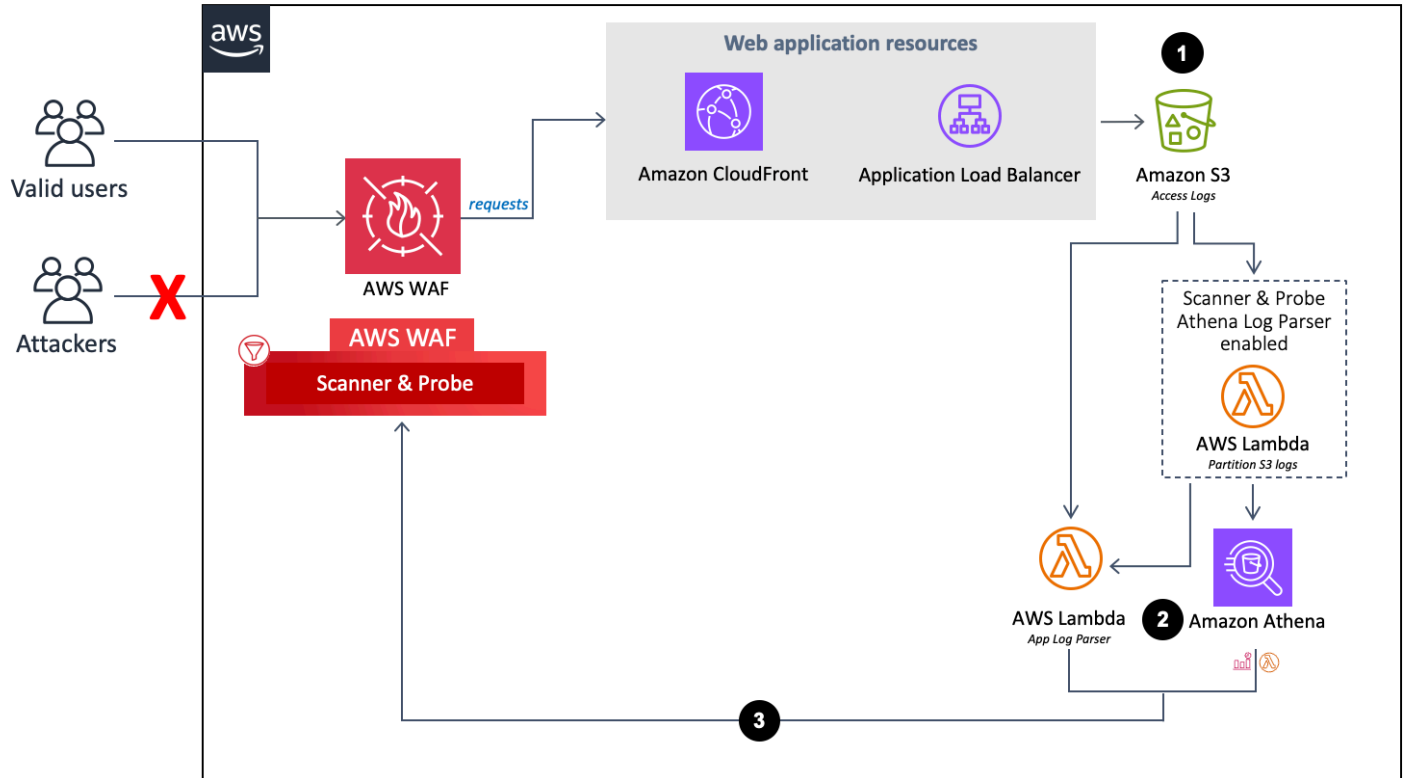 aws
Web application resources
1
Valid users
requests
Amazon CloudFront
Application Load Balancer
Amazon S3
Access Logs
Attackers
X
AWS WAF
AWS WAF
Scanner & Probe
Scanner & Probe
Athena Log Parser
enabled
AWS Lambda
Partition S3 logs
AWS Lambda
App Log Parser
2
Amazon Athena
3